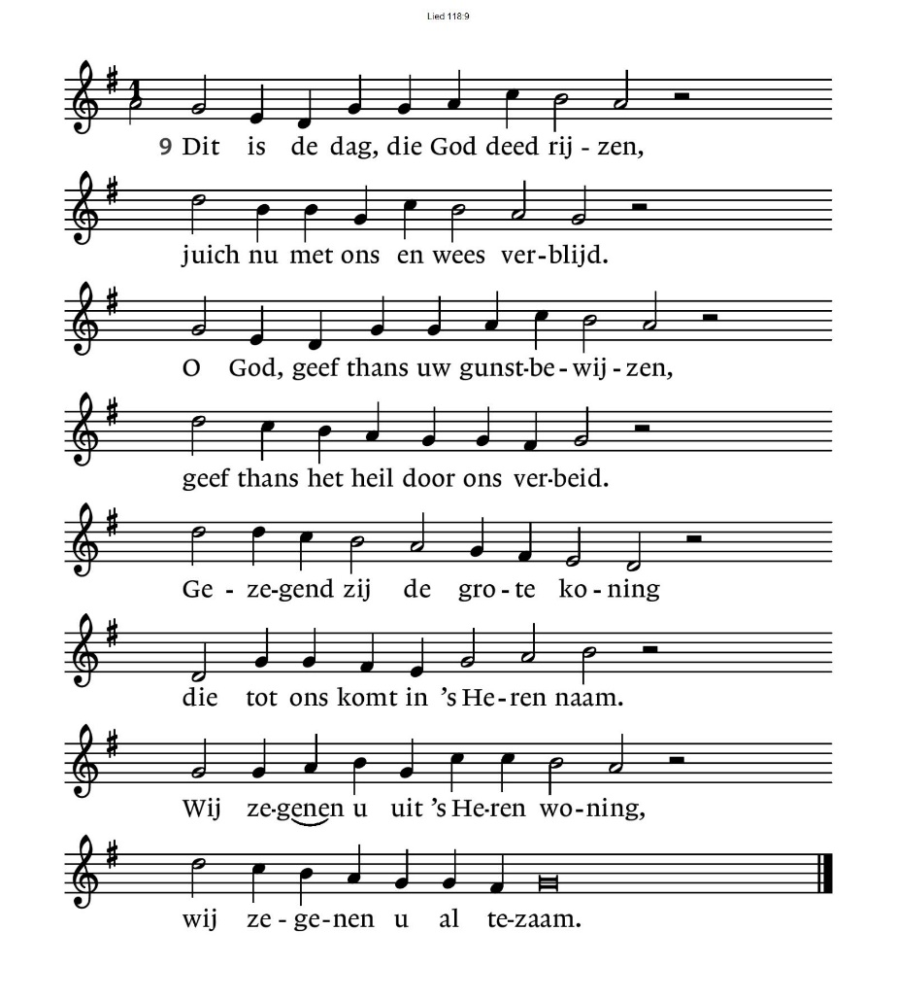 Lied 118:9
1
9 Dit is de dag, die God deed rij - zen,
juich nu met ons en wees ver-blijd.
O God, geef thans uw gunst-be-wij-zen,
geef thans het heil door ons ver-beid.
Ge - ze-gend zij de gro-te ko-ning
die tot ons komt in ’s He-ren naam.
Wij ze-genen u uit ’s He-ren wo-ning,
wij ze-ge-nen u al te-zaam.